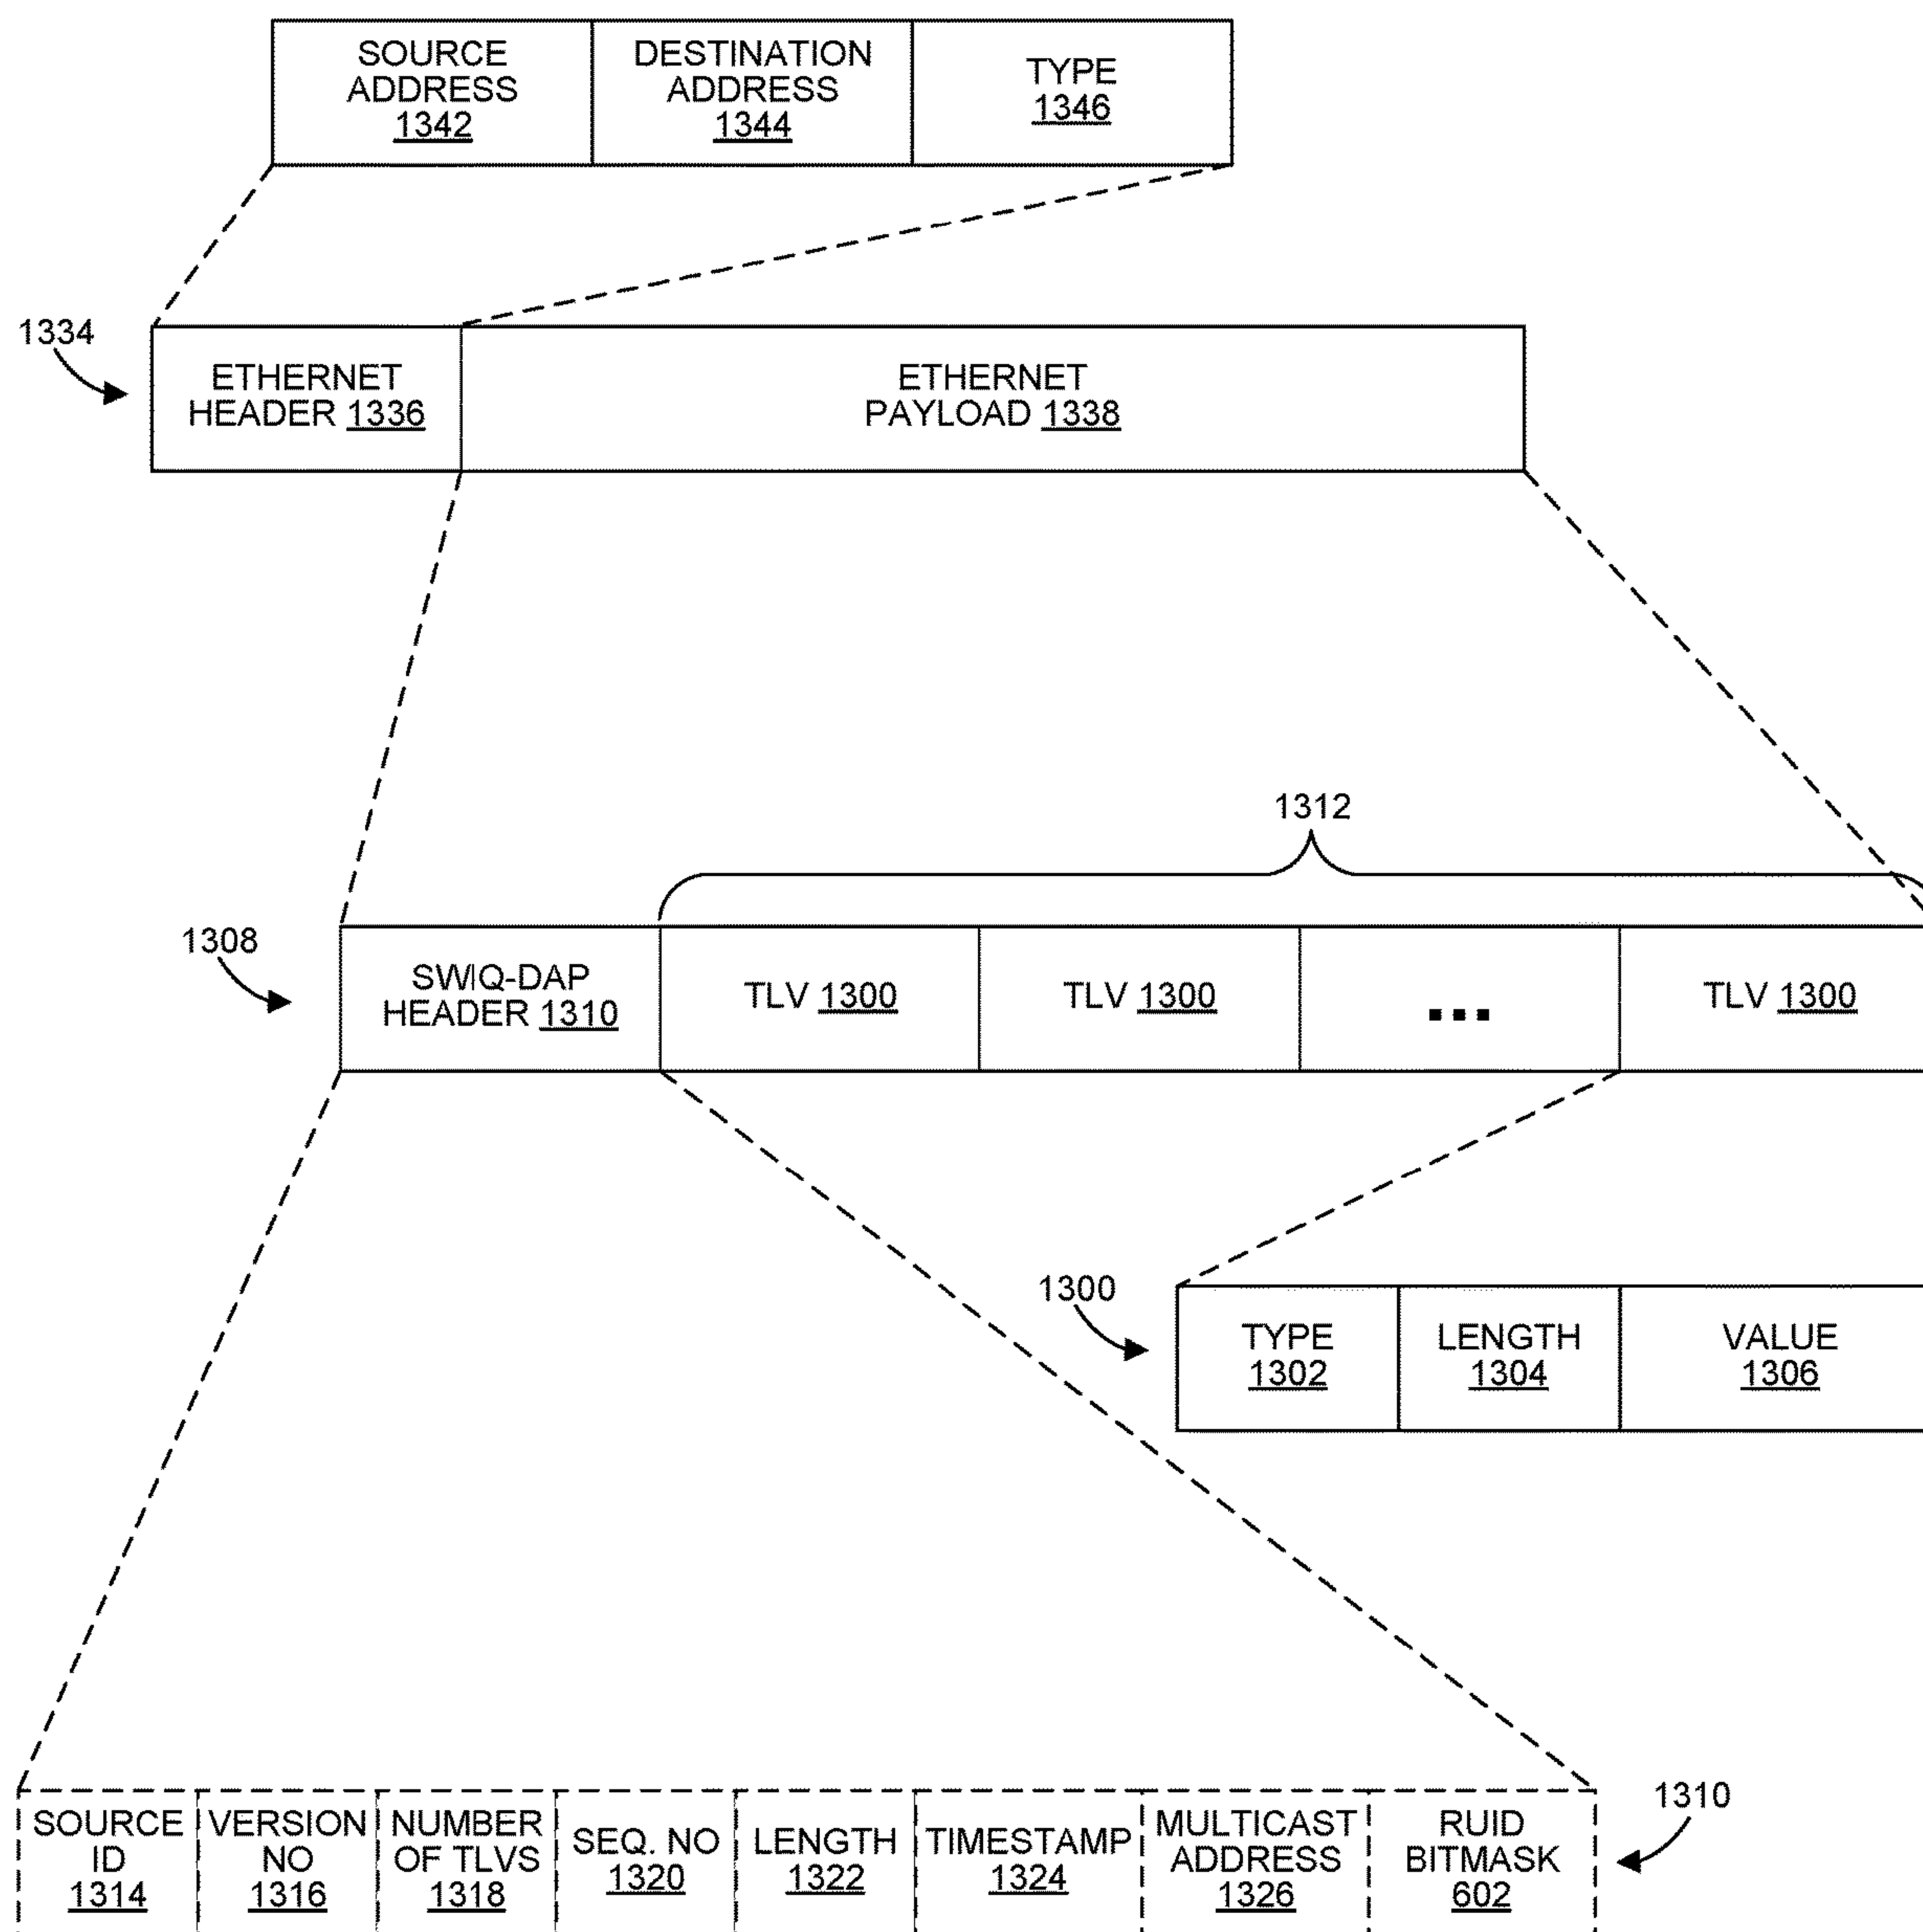 SOURCE
ADDRESS
1342
DESTINATION
ADDRESS
1344
TYPE
1346
1334
ETHERNET
HEADER 1336
ETHERNET
PAYLOAD 1338
1312
1308
SWIQ-DAP
HEADER 1310
TLV 1300
TLV 1300
...
TLV 1300
1300
TYPE
1302
LENGTH
1304
VALUE
1306
1310
SOURCE
ID
1314
VERSION
NO
1316
NUMBER
OF TLVS
1318
SEQ. NO
1320
LENGTH
1322
TIMESTAMP
1324
MULTICAST
ADDRESS
1326
RUID
BITMASK
602